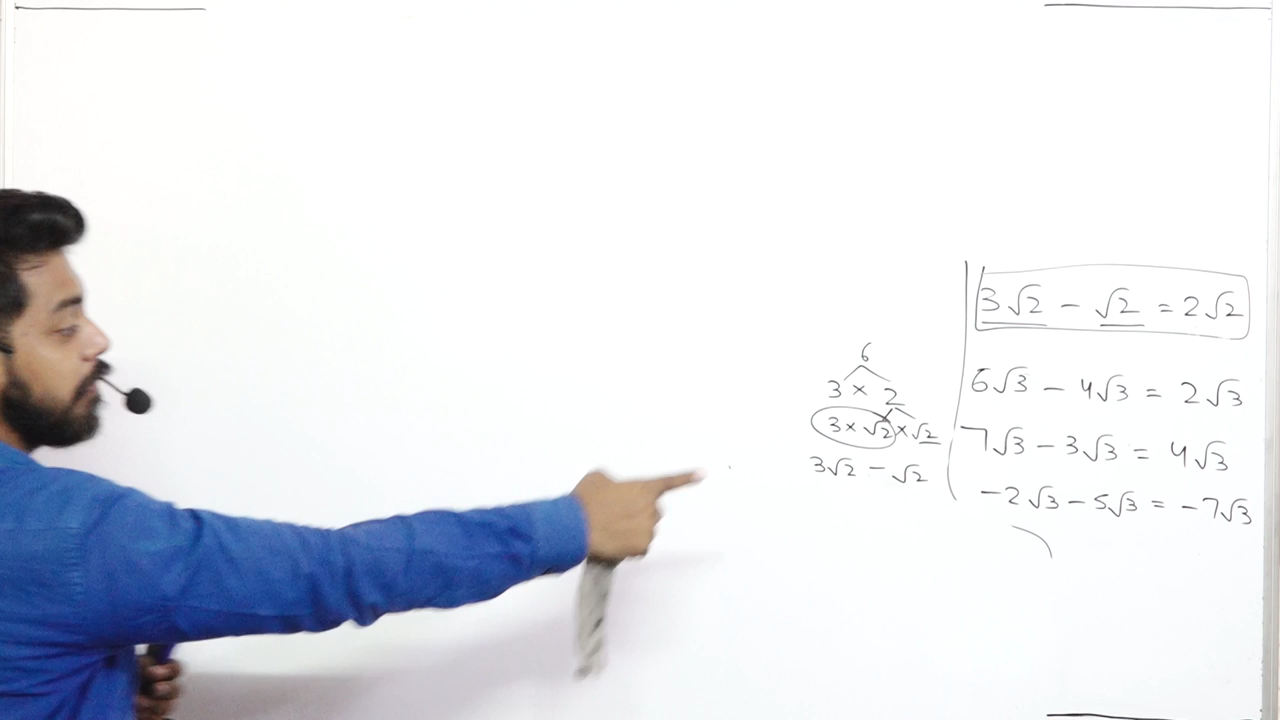 6
3 × 2
3 × √2 × √2
3√2 - √2
3√2 - √2 = 2√2
6√3 - 4√3 = 2√3
7√3 - 3√3 = 4√3
-2√3 - 5√3 = -7√3